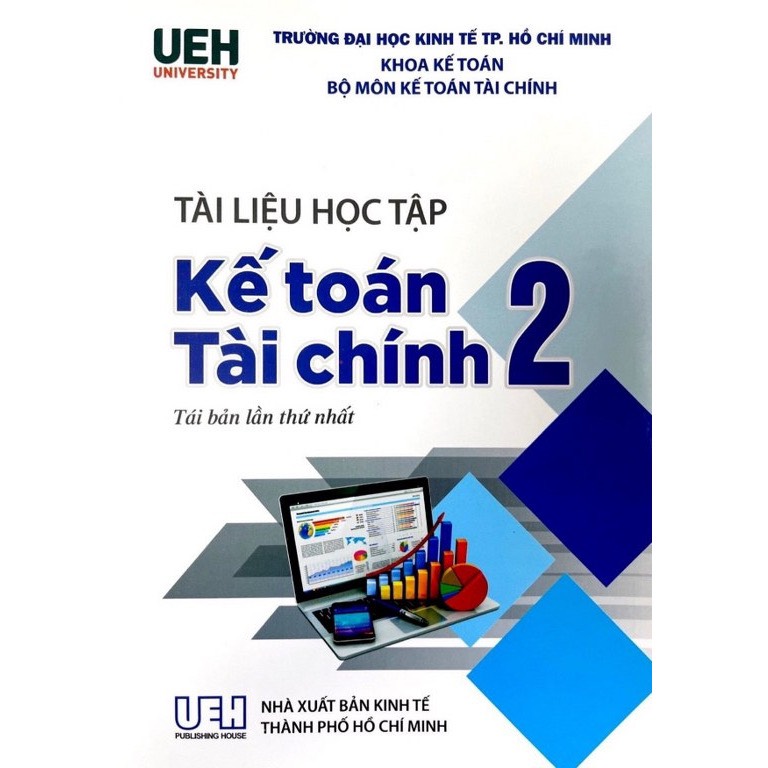 UEH
UNIVERSITY
TRƯỜNG ĐẠI HỌC KINH TẾ TP. HỒ CHÍ MINH
KHOA KẾ TOÁN
BỘ MÔN KẾ TOÁN TÀI CHÍNH
TÀI LIỆU HỌC TẬP
Kế toán
Tài chính 2
Tái bản lần thứ nhất
UEH
PUBLISHING HOUSE
NHÀ XUẤT BẢN KINH TẾ
THÀNH PHỐ HỒ CHÍ MINH